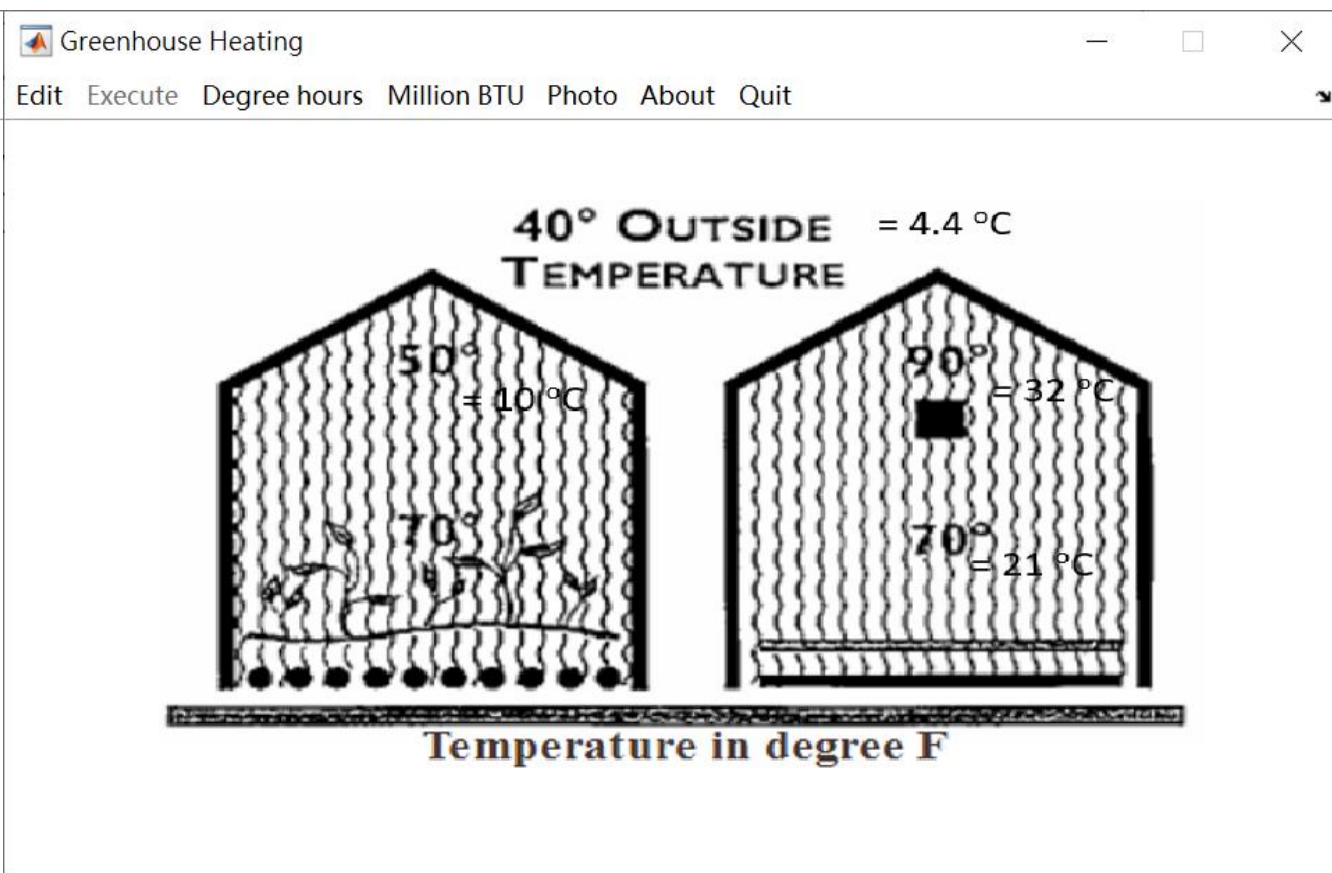 Greenhouse Heating
Edit Execute Degree hours Million BTU Photo About Quit
40° OUTSIDE = 4.4 °C
TEMPERATURE
50°
= 10 °C
90°
= 32 °C
70°
70°
= 21 °C
Temperature in degree F